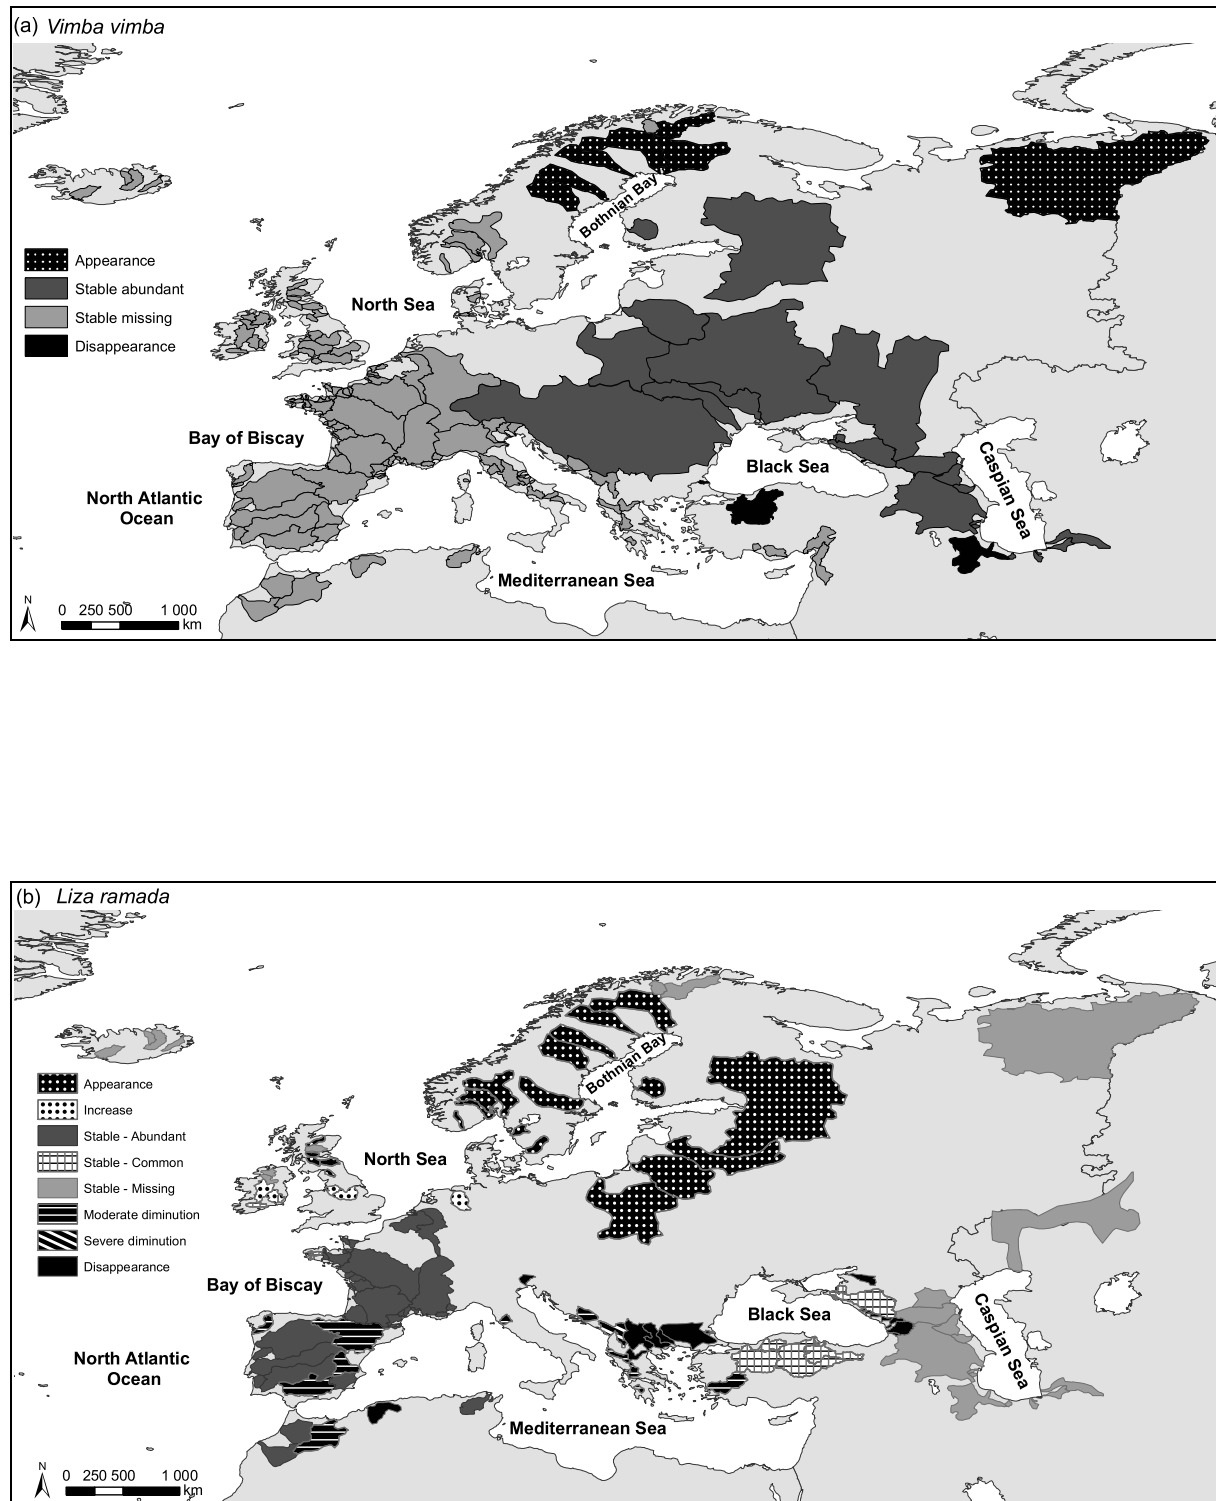 (a) Vimba vimba
Bothnian Bay
Appearance
Stable abundant
Stable missing
Disappearance
North Sea
Bay of Biscay
Black Sea
Caspian Sea
North Atlantic
Ocean
Mediterranean Sea
N
0 250 500 1 000
km
(b) Liza ramada
Bothnian Bay
Appearance
Increase
Stable - Abundant
Stable - Common
Stable - Missing
Moderate diminution
Severe diminution
Disappearance
North Sea
Bay of Biscay
Black Sea
Caspian Sea
North Atlantic
Ocean
Mediterranean Sea
N
0 250 500 1 000
km